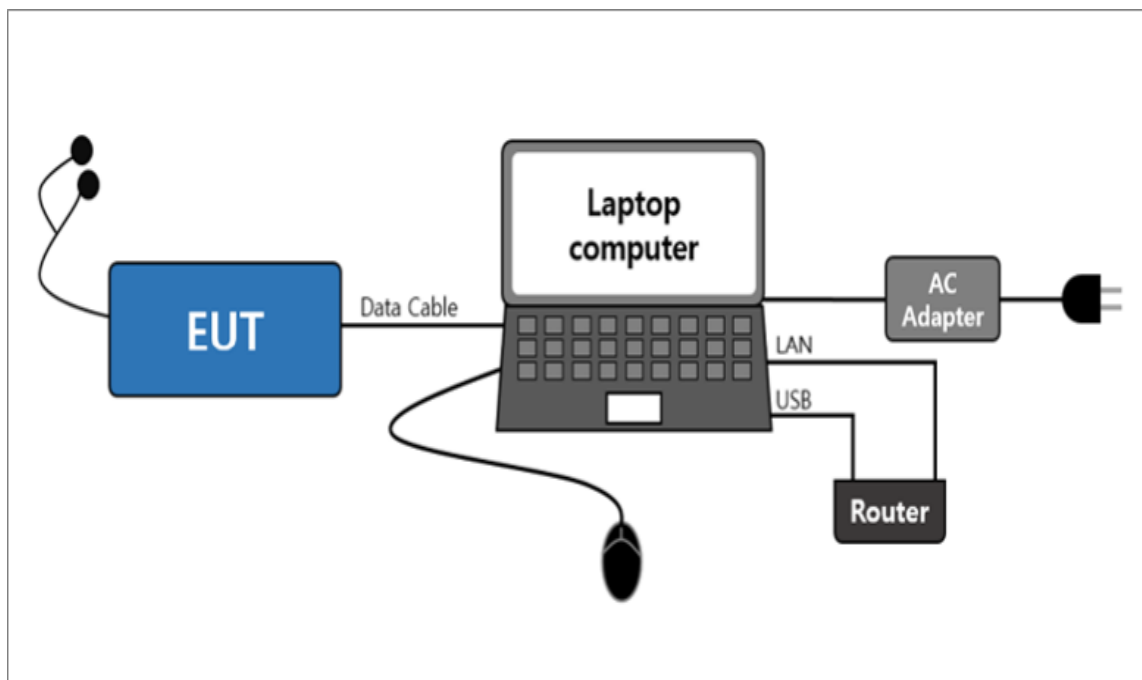 Laptop
computer
EUT
Data Cable
AC
Adapter
LAN
USB
Router